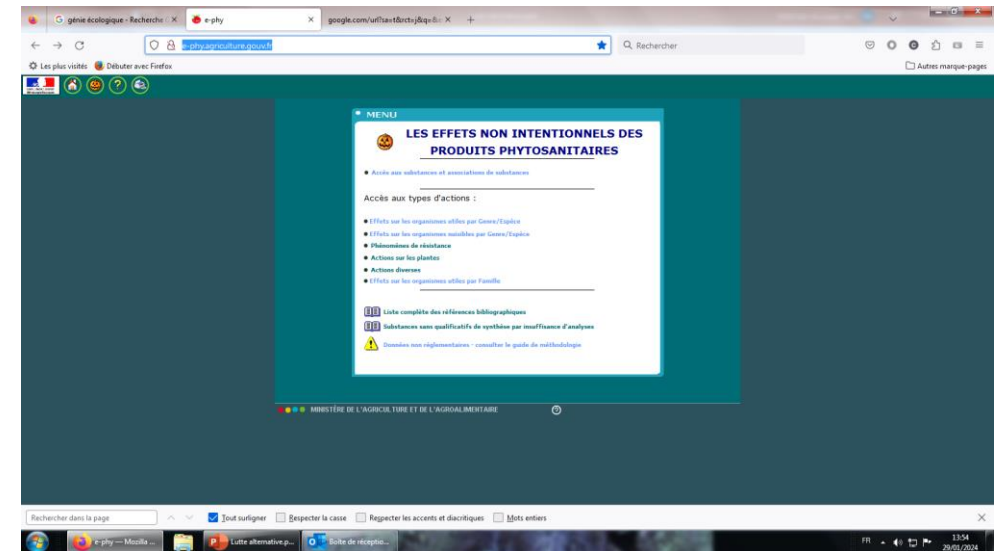 génie écologique - Recherche G
e-phy
google.com/url?sa=t&rct=j&q=&e
e-phy.agriculture.gouv.fr
Rechercher
Les plus visités
Débuter avec Firefox
Autres marque-pages
MENU
LES EFFETS NON INTENTIONNELS DES
PRODUITS PHYTOSANITAIRES
Accès aux substances et associations de substances
Accès aux types d'actions :
Effets sur les organismes utiles par Genre/Espèce
Effets sur les organismes nuisibles par Genre/Espèce
Phénomènes de résistance
Actions sur les plantes
Actions diverses
Effets sur les organismes utiles par Famille
Liste complète des références bibliographiques
Substances sans qualificatifs de synthèse par insuffisance d'analyses
Données non réglementaires - consulter le guide de méthodologie
MINISTÈRE DE L'AGRICULTURE ET DE L'AGROALIMENTAIRE
Rechercher dans la page
Tout surligner
Respecter la casse
Respecter les accents et diacritiques
Mots entiers
e-phy — Mozilla ...
Lutte alternative.p...
Boîte de réceptio...
FR
13:54
29/01/2024